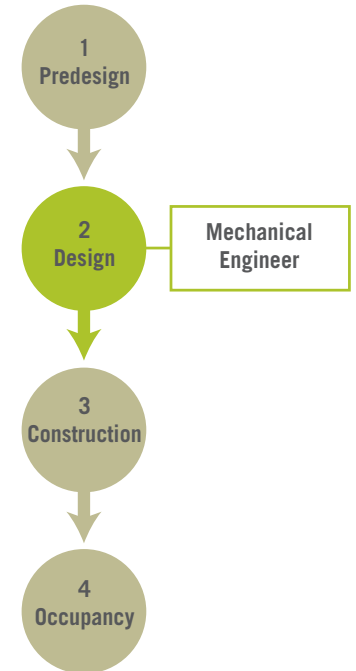 1
Predesign
2
Design
Mechanical
Engineer
3
Construction
4
Occupancy